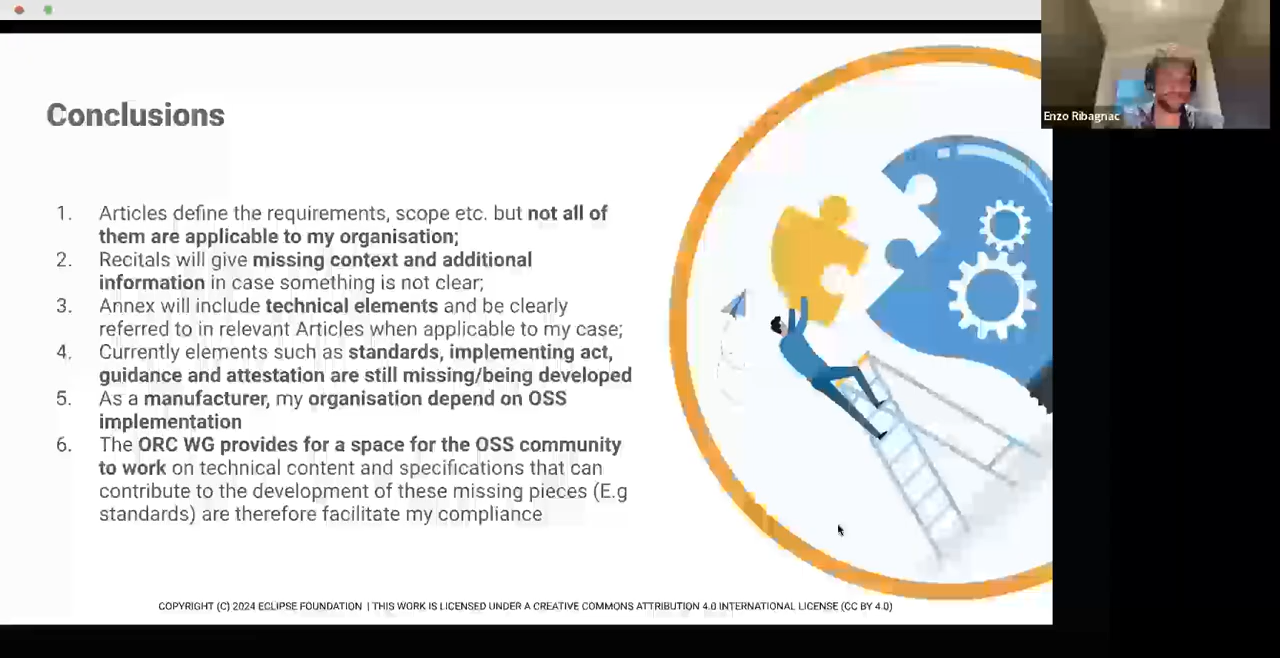 Enzo Ribagnac
Conclusions
1. Articles define the requirements, scope etc. but not all of
them are applicable to my organisation;
2. Recitals will give missing context and additional
information in case something is not clear;
3. Annex will include technical elements and be clearly
referred to in relevant Articles when applicable to my case;
4. Currently elements such as standards, implementing act,
guidance and attestation are still missing/being developed
5. As a manufacturer, my organisation depend on OSS
implementation
6. The ORC WG provides for a space for the OSS community
to work on technical content and specifications that can
contribute to the development of these missing pieces (E.g
standards) are therefore facilitate my compliance
COPYRIGHT (C) 2024 ECLIPSE FOUNDATION | THIS WORK IS LICENSED UNDER A CREATIVE COMMONS ATTRIBUTION 4.0 INTERNATIONAL LICENSE (CC BY 4.0)